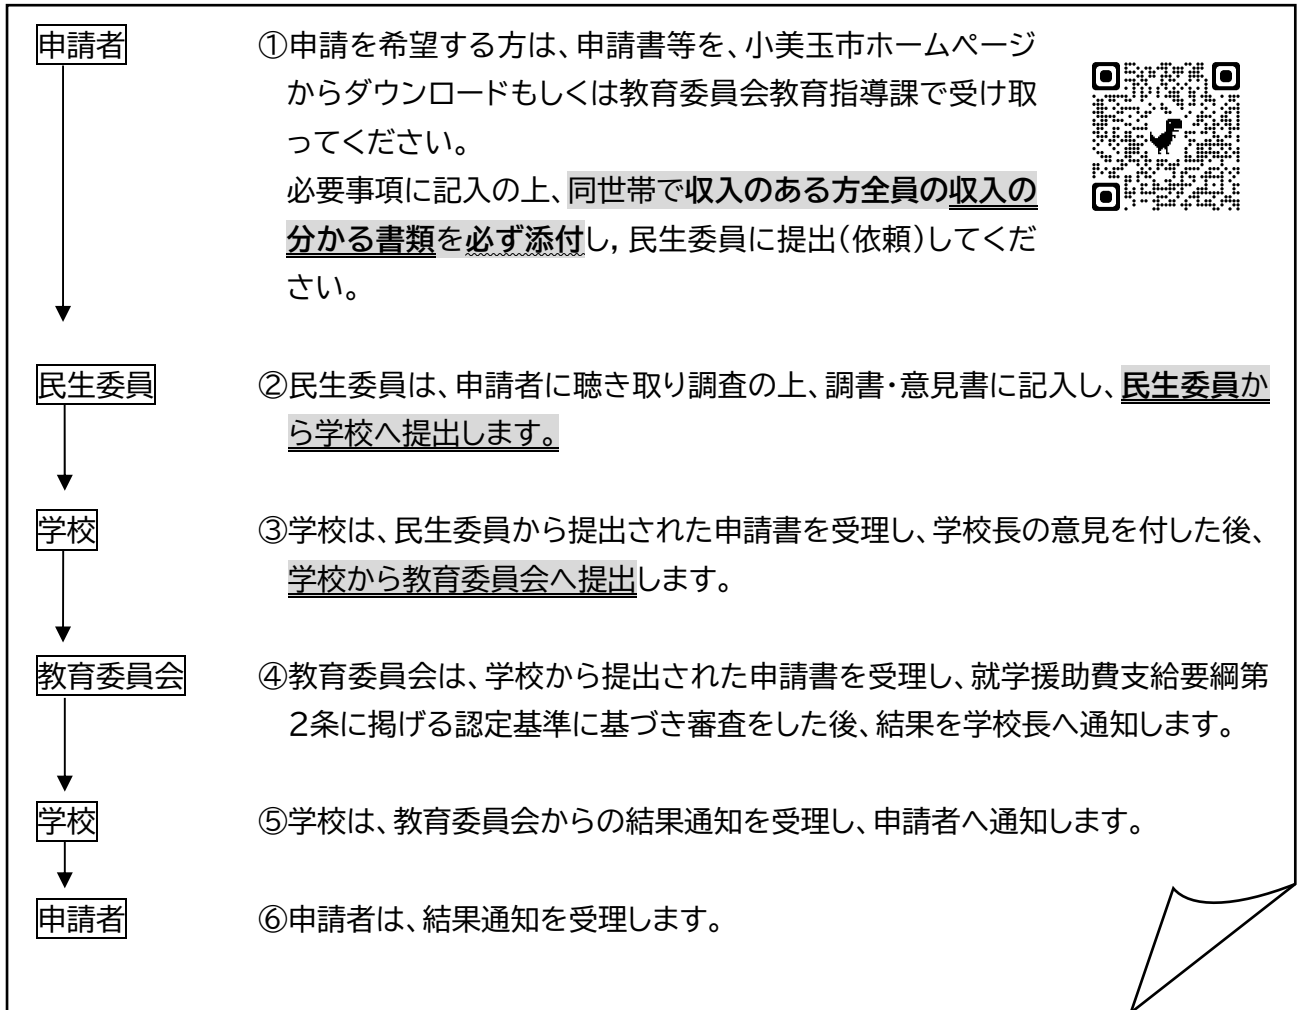 申請者
①申請を希望する方は、申請書等を、小美玉市ホームページ
からダウンロードもしくは教育委員会教育指導課で受け取
ってください。
必要事項に記入の上、同世帯で収入のある方全員の収入の
分かる書類を必ず添付し，民生委員に提出（依頼）してくだ
さい。
民生委員
②民生委員は、申請者に聴き取り調査の上、調書・意見書に記入し、民生委員か
ら学校へ提出します。
学校
③学校は、民生委員から提出された申請書を受理し、学校長の意見を付した後、
学校から教育委員会へ提出します。
教育委員会
④教育委員会は、学校から提出された申請書を受理し、就学援助費支給要綱第
２条に掲げる認定基準に基づき審査をした後、結果を学校長へ通知します。
学校
⑤学校は、教育委員会からの結果通知を受理し、申請者へ通知します。
申請者
⑥申請者は、結果通知を受理します。